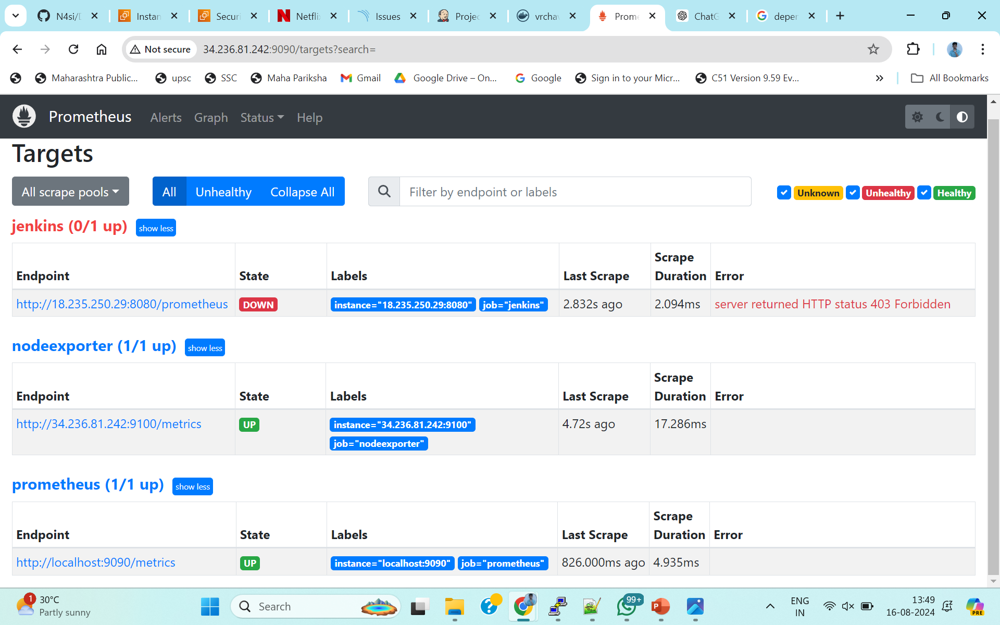 N4si/D
Instan
Securi
Netfli
Issues
Projec
vrchav
Prome
ChatG
deper
Not secure
34.236.81.242:9090/targets?search=
Maharashtra Public...
upsc
SSC
Maha Pariksha
Gmail
Google Drive – On...
Google
Sign in to your Micr...
C51 Version 9.59 Ev...
All Bookmarks
Prometheus Alerts Graph Status Help
Targets
All scrape pools
All Unhealthy Collapse All
Filter by endpoint or labels
Unknown Unhealthy Healthy
jenkins (0/1 up) show less
Endpoint State Labels Last Scrape Scrape Duration Error
http://18.235.250.29:8080/prometheus DOWN instance="18.235.250.29:8080" job="jenkins" 2.832s ago 2.094ms server returned HTTP status 403 Forbidden
nodeexporter (1/1 up) show less
Endpoint State Labels Last Scrape Scrape Duration Error
http://34.236.81.242:9100/metrics UP instance="34.236.81.242:9100" 4.72s ago 17.286ms
job="nodeexporter"
prometheus (1/1 up) show less
Endpoint State Labels Last Scrape Scrape Duration Error
http://localhost:9090/metrics UP instance="localhost:9090" job="prometheus" 826.000ms ago 4.935ms
1
30°C
Partly sunny
Search
99+
ENG
IN
13:49
16-08-2024
PRE